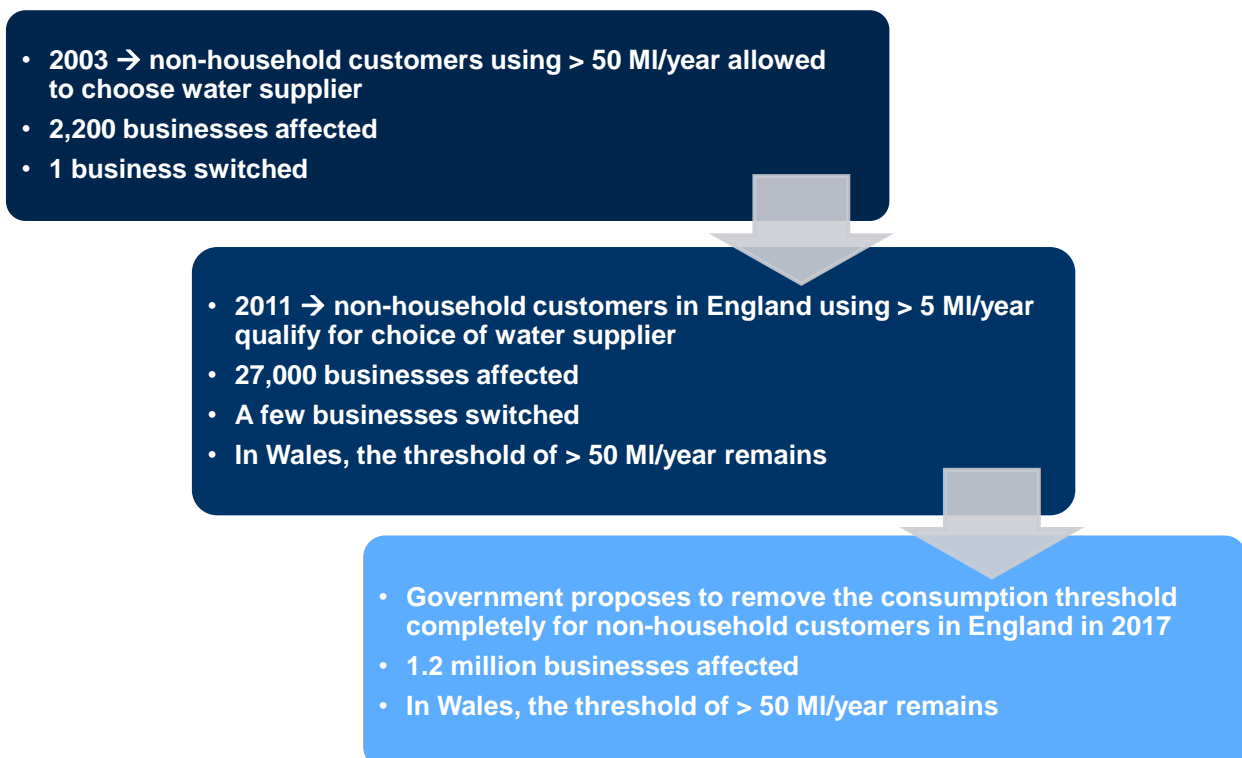 • 2003 → non-household customers using > 50 Ml/year allowed
to choose water supplier
• 2,200 businesses affected
• 1 business switched
• 2011 → non-household customers in England using > 5 Ml/year
qualify for choice of water supplier
• 27,000 businesses affected
• A few businesses switched
• In Wales, the threshold of > 50 Ml/year remains
• Government proposes to remove the consumption threshold
completely for non-household customers in England in 2017
• 1.2 million businesses affected
• In Wales, the threshold of > 50 Ml/year remains